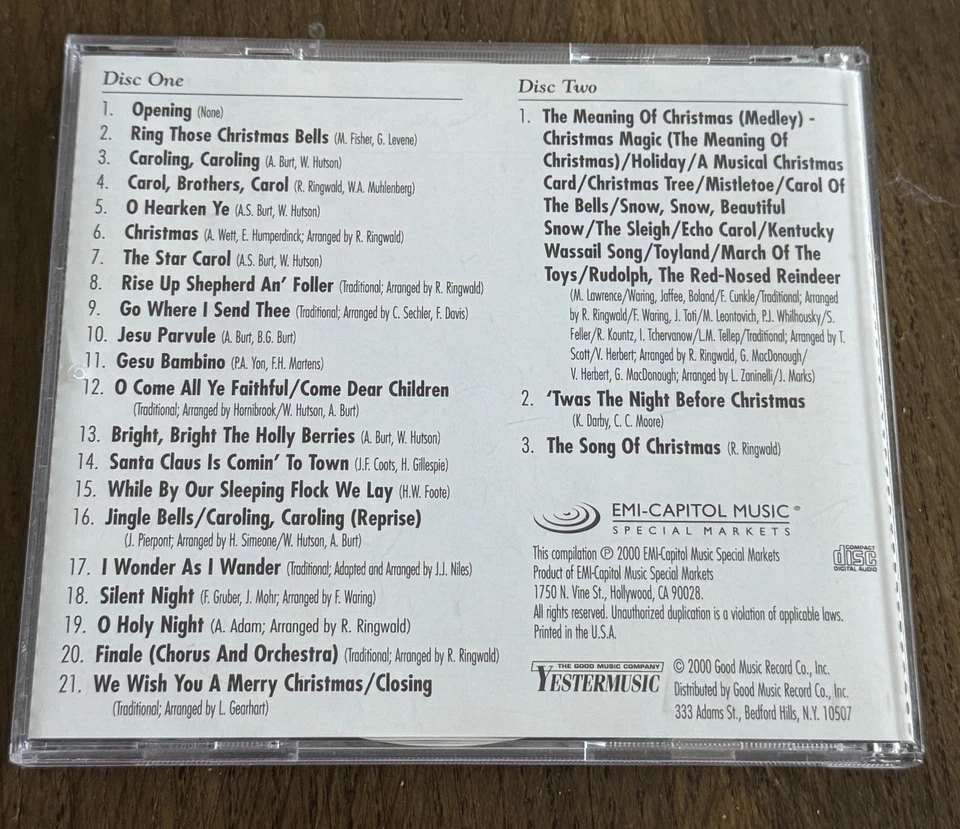 Disc One
1. Opening (None)
2. Ring Those Christmas Bells (M. Fisher, G. Levene)
3. Caroling, Caroling (A. Burt, W. Hutson)
4. Carol, Brothers, Carol (R. Ringwald, W.A. Muhlenberg)
5. O Hearken Ye (A.S. Burt, W. Hutson)
6. Christmas (A. Wett, E. Humperdinck; Arranged by R. Ringwald)
7. The Star Carol (A.S. Burt, W. Hutson)
8. Rise Up Shepherd An' Foller (Traditional; Arranged by R. Ringwald)
9. Go Where I Send Thee (Traditional; Arranged by C. Sechler, F. Davis)
10. Jesu Parvule (A. Burt, B.G. Burt)
11. Gesu Bambino (P.A. Yon, F.H. Martens)
12. O Come All Ye Faithful/Come Dear Children
(Traditional; Arranged by Hornibrook/W. Hutson, A. Burt)
13. Bright, Bright The Holly Berries (A. Burt, W. Hutson)
14. Santa Claus Is Comin' To Town (J.F. Coots, H. Gillespie)
15. While By Our Sleeping Flock We Lay (H.W. Foote)
16. Jingle Bells/Caroling, Caroling (Reprise)
(J. Pierpont; Arranged by H. Simeone/W. Hutson, A. Burt)
17. I Wonder As I Wander (Traditional; Adapted and Arranged by J.J. Niles)
18. Silent Night (F. Gruber, J. Mohr; Arranged by F. Waring)
19. O Holy Night (A. Adam; Arranged by R. Ringwald)
20. Finale (Chorus And Orchestra) (Traditional; Arranged by R. Ringwald)
21. We Wish You A Merry Christmas/Closing
(Traditional; Arranged by L. Gearhart)
Disc Two
1. The Meaning Of Christmas (Medley) -
Christmas Magic (The Meaning Of
Christmas)/Holiday/A Musical Christmas
Card/Christmas Tree/Mistletoe/Carol Of
The Bells/Snow, Snow, Beautiful
Snow/The Sleigh/Echo Carol/Kentucky
Wassail Song/Toyland/March Of The
Toys/Rudolph, The Red-Nosed Reindeer
(M. Lawrence/Waring, Jaffee, Boland/F. Cunkle/Traditional; Arranged
by R. Ringwald/F. Waring, J. Toti/M. Leontovich, P.J. Whilhousky/S.
Feller/R. Kountz, I. Tchervanow/L.M. Tellep/Traditional; Arranged by T.
Scott/V. Herbert; Arranged by R. Ringwald, G. MacDonough/
V. Herbert, G. MacDonough; Arranged by L. Zaninelli/J. Marks)
2. 'Twas The Night Before Christmas
(K. Darby, C. C. Moore)
3. The Song Of Christmas (R. Ringwald)
EMI-CAPITOL MUSIC®
SPECIAL MARKETS
This compilation ℗ 2000 EMI-Capitol Music Special Markets
Product of EMI-Capitol Music Special Markets
1750 N. Vine St., Hollywood, CA 90028.
All rights reserved. Unauthorized duplication is a violation of applicable laws.
Printed in the U.S.A.
COMPACT
disc
DIGITAL AUDIO
THE GOOD MUSIC COMPANY
YESTERMUSIC
© 2000 Good Music Record Co., Inc.
Distributed by Good Music Record Co., Inc.
333 Adams St., Bedford Hills, N.Y. 10507